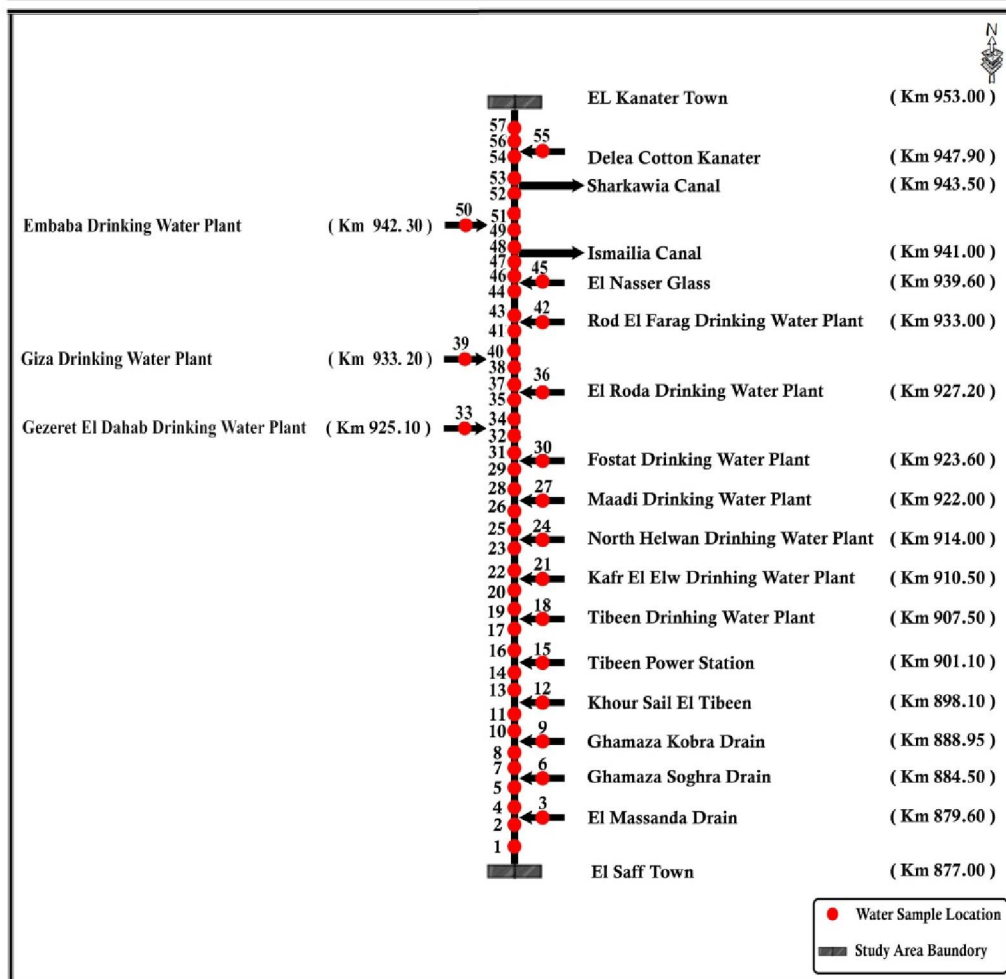 N
EL Kanater Town ( Km 953.00 )
57
56
55
54
Delea Cotton Kanater ( Km 947.90 )
53
Sharkawia Canal ( Km 943.50 )
52
51
50
Embaba Drinking Water Plant ( Km 942. 30 )
49
48
Ismailia Canal ( Km 941.00 )
47
46
45
El Nasser Glass ( Km 939.60 )
44
43
42
Rod El Farag Drinking Water Plant ( Km 933.00 )
41
40
39
Giza Drinking Water Plant ( Km 933. 20 )
38
37
36
El Roda Drinking Water Plant ( Km 927.20 )
35
34
33
Gezeret El Dahab Drinking Water Plant ( Km 925.10 )
32
31
30
Fostat Drinking Water Plant ( Km 923.60 )
29
28
27
Maadi Drinking Water Plant ( Km 922.00 )
26
25
24
North Helwan Drinhing Water Plant ( Km 914.00 )
23
22
21
Kafr El Elw Drinhing Water Plant ( Km 910.50 )
20
19
18
Tibeen Drinhing Water Plant ( Km 907.50 )
17
16
15
Tibeen Power Station ( Km 901.10 )
14
13
12
Khour Sail El Tibeen ( Km 898.10 )
11
10
9
Ghamaza Kobra Drain ( Km 888.95 )
8
7
6
Ghamaza Soghra Drain ( Km 884.50 )
5
4
3
El Massanda Drain ( Km 879.60 )
2
1
El Saff Town ( Km 877.00 )
Water Sample Location
Study Area Baundory